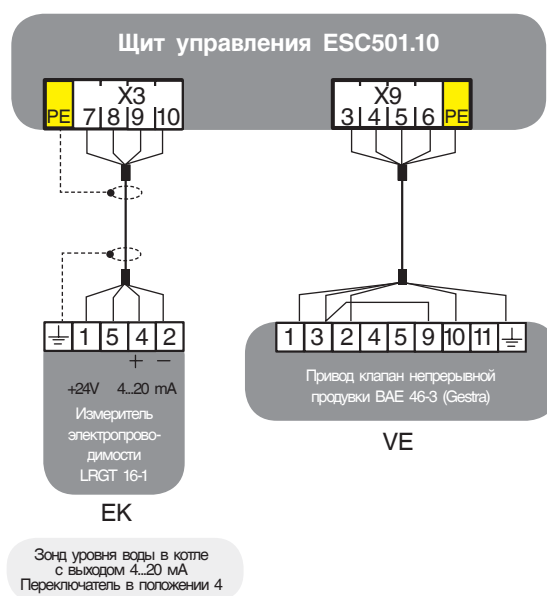 Щит управления ESC501.10
X3
PE 7 8 9 10
X9
3 4 5 6 PE
1 5 4 2
+ −
+24V 4...20 mA
Измеритель
электропрово-
димости
LRGT 16-1
EK
1 3 2 4 5 9 10 11
Привод клапан непрерывной
продувки BAE 46-3 (Gestra)
VE
Зонд уровня воды в котле
с выходом 4...20 мА
Переключатель в положении 4